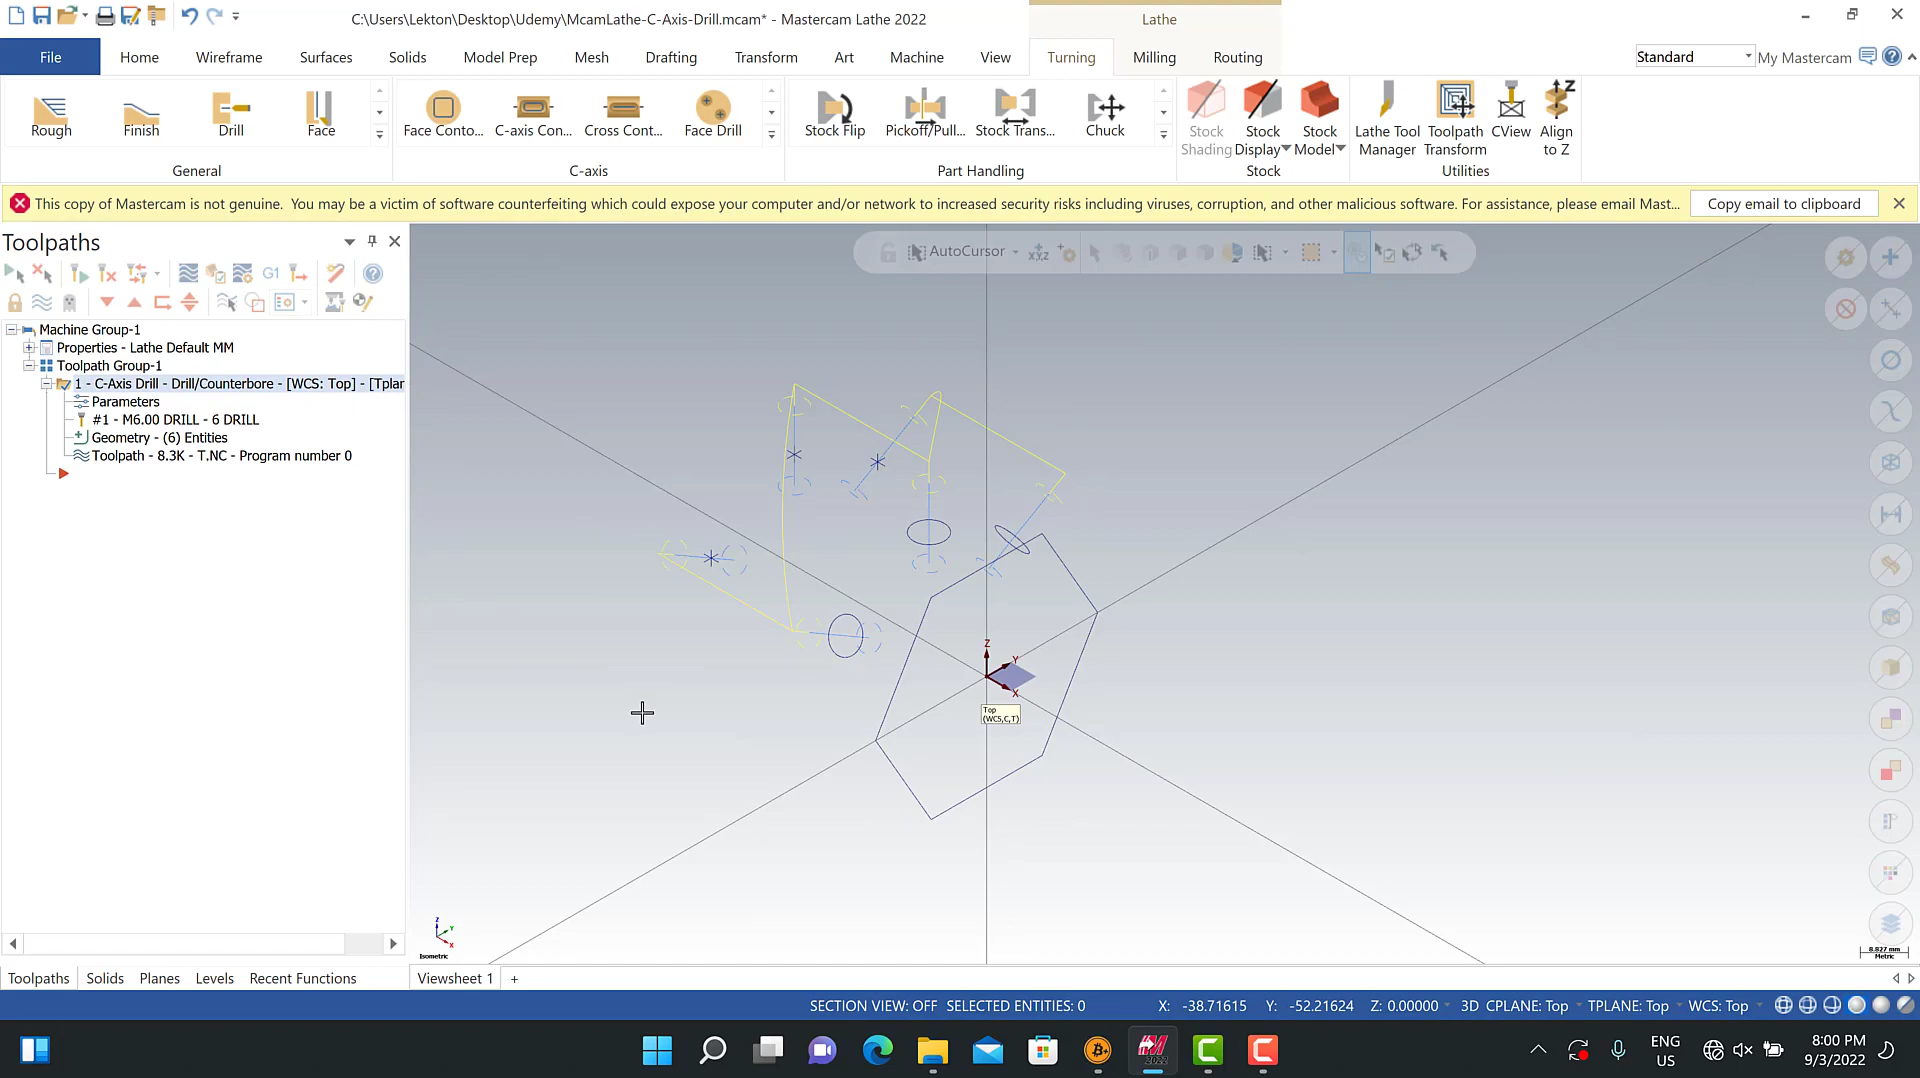 C:\Users\Lekton\Desktop\Udemy\McamLathe-C-Axis-Drill.mcam* - Mastercam Lathe 2022
Lathe
File Home Wireframe Surfaces Solids Model Prep Mesh Drafting Transform Art Machine View Turning Milling Routing
Standard My Mastercam
Rough Finish Drill Face
General
Face Conto... C-axis Con... Cross Cont... Face Drill
C-axis
Stock Flip Pickoff/Pull... Stock Trans... Chuck
Part Handling
Stock Shading Stock Display Stock Model
Stock
Lathe Tool Manager Toolpath Transform CView Align to Z
Utilities
This copy of Mastercam is not genuine. You may be a victim of software counterfeiting which could expose your computer and/or network to increased security risks including viruses, corruption, and other malicious software. For assistance, please email Mast...
Copy email to clipboard
Toolpaths
G1
AutoCursor
XYZ
Machine Group-1
Properties - Lathe Default MM
Toolpath Group-1
1 - C-Axis Drill - Drill/Counterbore - [WCS: Top] - [Tplan
Parameters
#1 - M6.00 DRILL - 6 DRILL
Geometry - (6) Entities
Toolpath - 8.3K - T.NC - Program number 0
Z
Y
X
Top
(WCS,C,T)
Z
Y
X
Isometric
8.827 mm
Metric
Toolpaths Solids Planes Levels Recent Functions
Viewsheet 1 +
SECTION VIEW: OFF SELECTED ENTITIES: 0 X: -38.71615 Y: -52.21624 Z: 0.00000 3D CPLANE: Top TPLANE: Top WCS: Top
2022
ENG
US
8:00 PM
9/3/2022